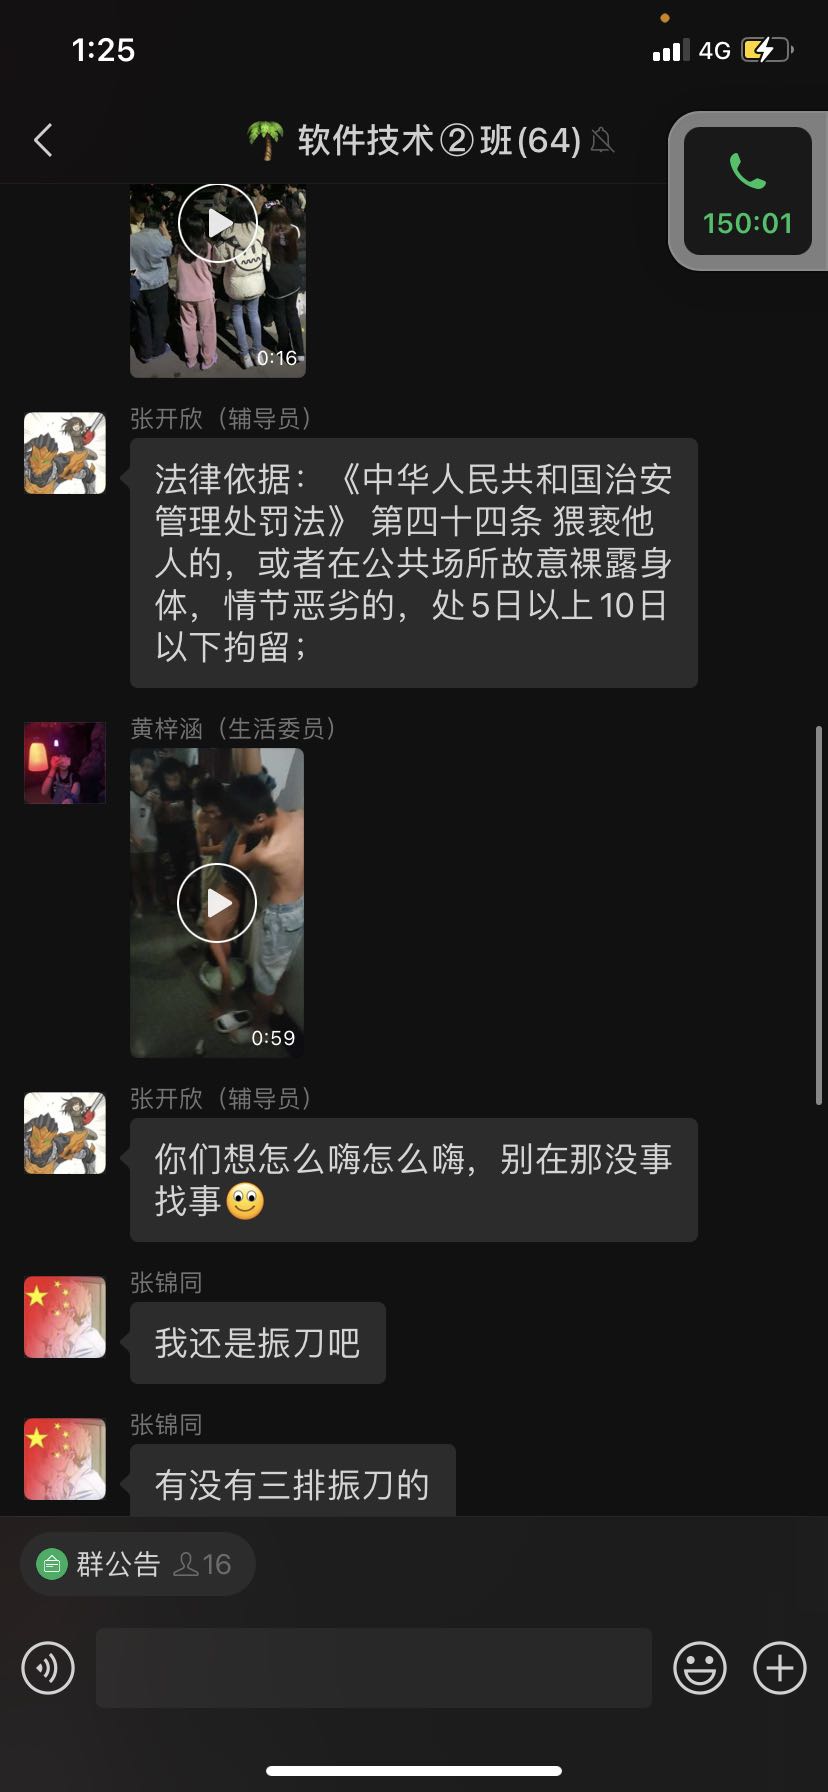 1:25
4G
软件技术②班(64)
150:01
0:16
张开欣（辅导员）
法律依据：《中华人民共和国治安
管理处罚法》 第四十四条 猥亵他
人的，或者在公共场所故意裸露身
体，情节恶劣的，处5日以上10日
以下拘留；
黄梓涵（生活委员）
0:59
张开欣（辅导员）
你们想怎么嗨怎么嗨，别在那没事
找事
张锦同
我还是振刀吧
张锦同
有没有三排振刀的
群公告 16